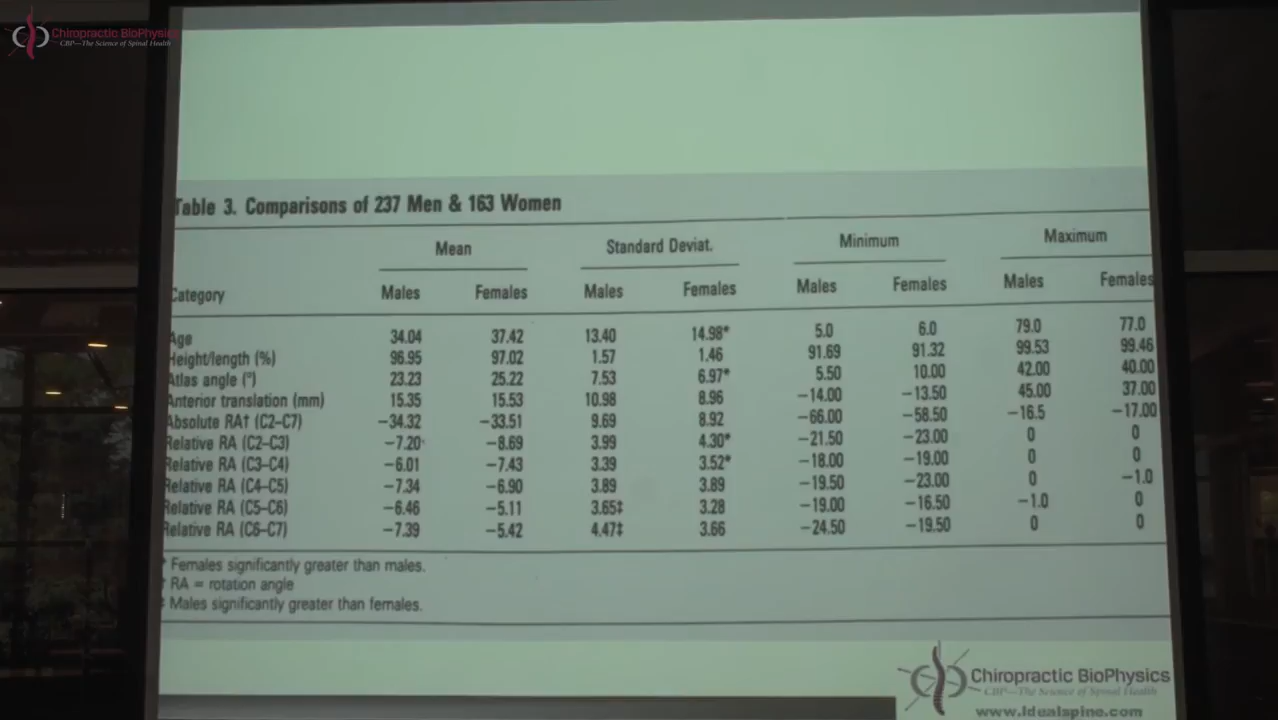 Chiropractic BioPhysics
CBP—The Science of Spinal Health
Table 3. Comparisons of 237 Men & 163 Women
Mean Standard Deviat. Minimum Maximum
Category Males Females Males Females Males Females Males Females
Age 34.04 37.42 13.40 14.98* 5.0 6.0 79.0 77.0
Height/length (%) 96.95 97.02 1.57 1.46 91.69 91.32 99.53 99.46
Atlas angle (°) 23.23 25.22 7.53 6.97* 5.50 10.00 42.00 40.00
Anterior translation (mm) 15.35 15.53 10.98 8.96 −14.00 −13.50 45.00 37.00
Absolute RA† (C2–C7) −34.32 −33.51 9.69 8.92 −66.00 −58.50 −16.5 −17.00
Relative RA (C2–C3) −7.20 −8.69 3.99 4.30* −21.50 −23.00 0 0
Relative RA (C3–C4) −6.01 −7.43 3.39 3.52* −18.00 −19.00 0 0
Relative RA (C4–C5) −7.34 −6.90 3.89 3.89 −19.50 −23.00 0 −1.0
Relative RA (C5–C6) −6.46 −5.11 3.65‡ 3.28 −19.00 −16.50 −1.0 0
Relative RA (C6–C7) −7.39 −5.42 4.47‡ 3.66 −24.50 −19.50 0 0
* Females significantly greater than males.
† RA = rotation angle
‡ Males significantly greater than females.
Chiropractic BioPhysics
CBP—The Science of Spinal Health
www.Idealspine.com